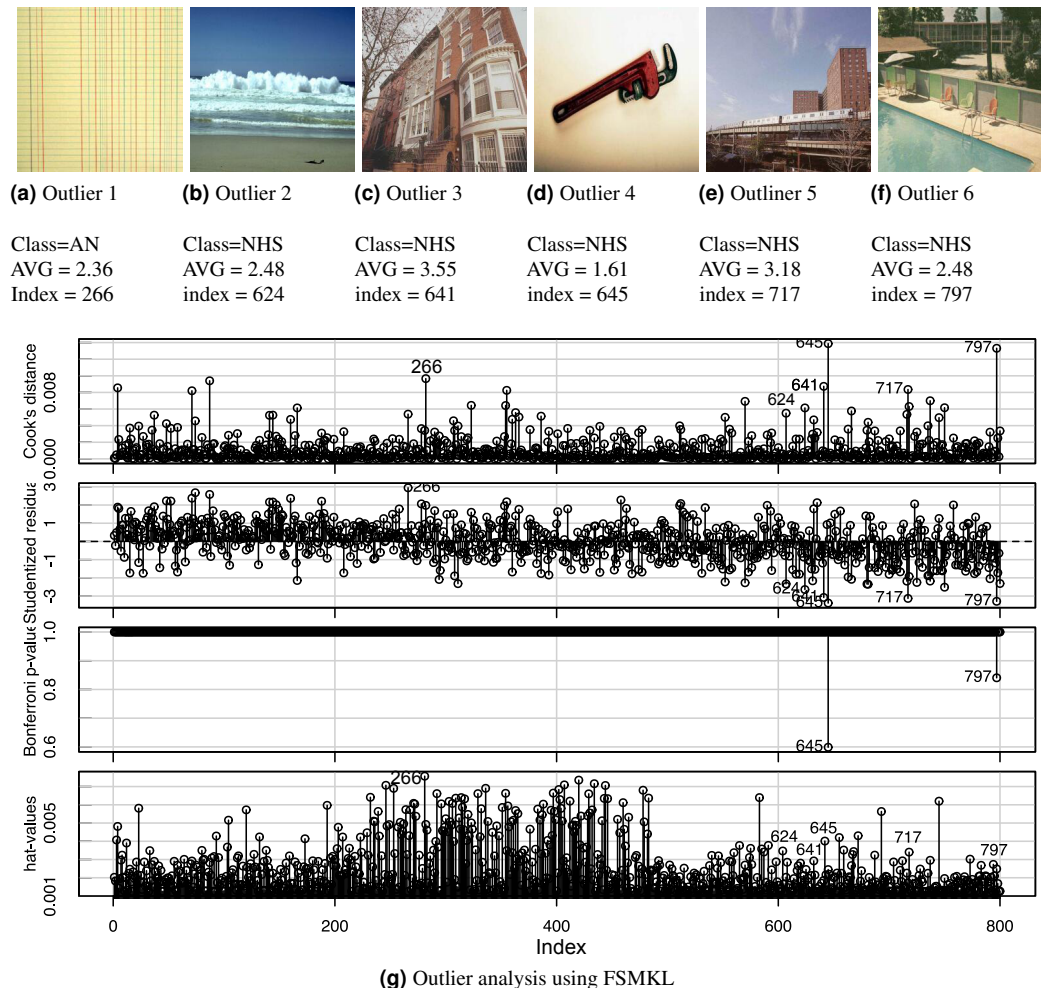 (a) Outlier 1
(b) Outlier 2
(c) Outlier 3
(d) Outlier 4
(e) Outliner 5
(f) Outlier 6
Class=AN
AVG = 2.36
Index = 266
Class=NHS
AVG = 2.48
index = 624
Class=NHS
AVG = 3.55
index = 641
Class=NHS
AVG = 1.61
index = 645
Class=NHS
AVG = 3.18
index = 717
Class=NHS
AVG = 2.48
index = 797
Cook's distance
0.008
0.000
266
624
641
645
717
797
Studentized residua
3
1
-1
-3
266
624
641
645
717
797
Bonferroni p-value
1.0
0.8
0.6
645
797
hat-values
0.005
0.001
266
624
641
645
717
797
0
200
400
600
800
Index
(g) Outlier analysis using FSMKL